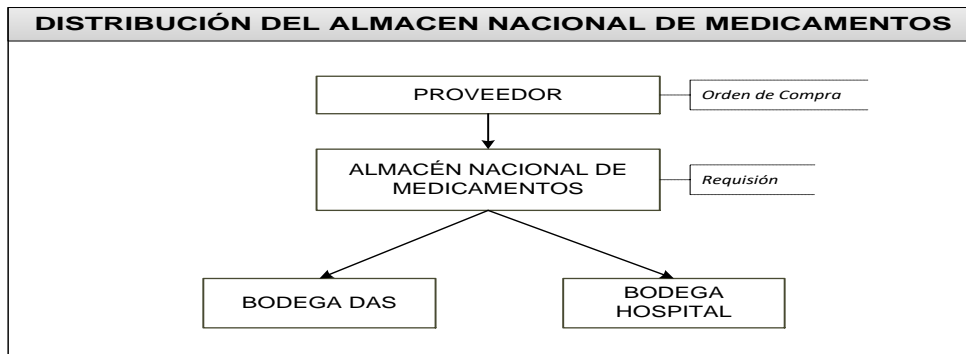 DISTRIBUCIÓN DEL ALMACEN NACIONAL DE MEDICAMENTOS
PROVEEDOR
Orden de Compra
ALMACÉN NACIONAL DE
MEDICAMENTOS
Requisión
BODEGA DAS
BODEGA
HOSPITAL